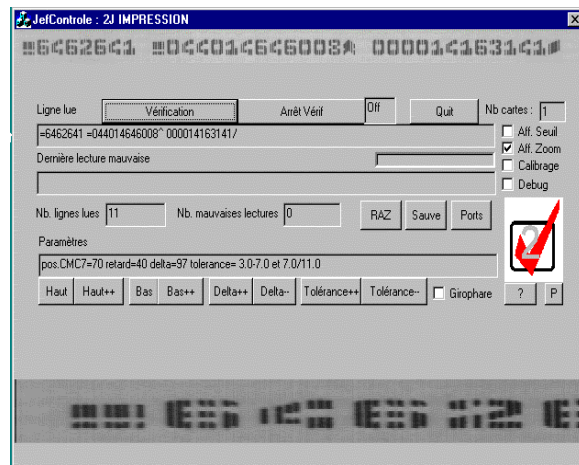 JefControle : 2J IMPRESSION
Ligne lue Vérification Arrêt Vérif Off Quit Nb cartes : 1
=6462641 =044014646008^ 000014163141/
Aff. Seuil
Aff. Zoom
Dernière lecture mauvaise
Calibrage
Debug
Nb. lignes lues 11 Nb. mauvaises lectures 0 RAZ Sauve Ports
2
Paramètres
pos.CMC7=70 retard=40 delta=97 tolerance= 3.0-7.0 et 7.0/11.0
Haut Haut++ Bas Bas++ Delta++ Delta-- Tolérance++ Tolérance-- Girophare ? P